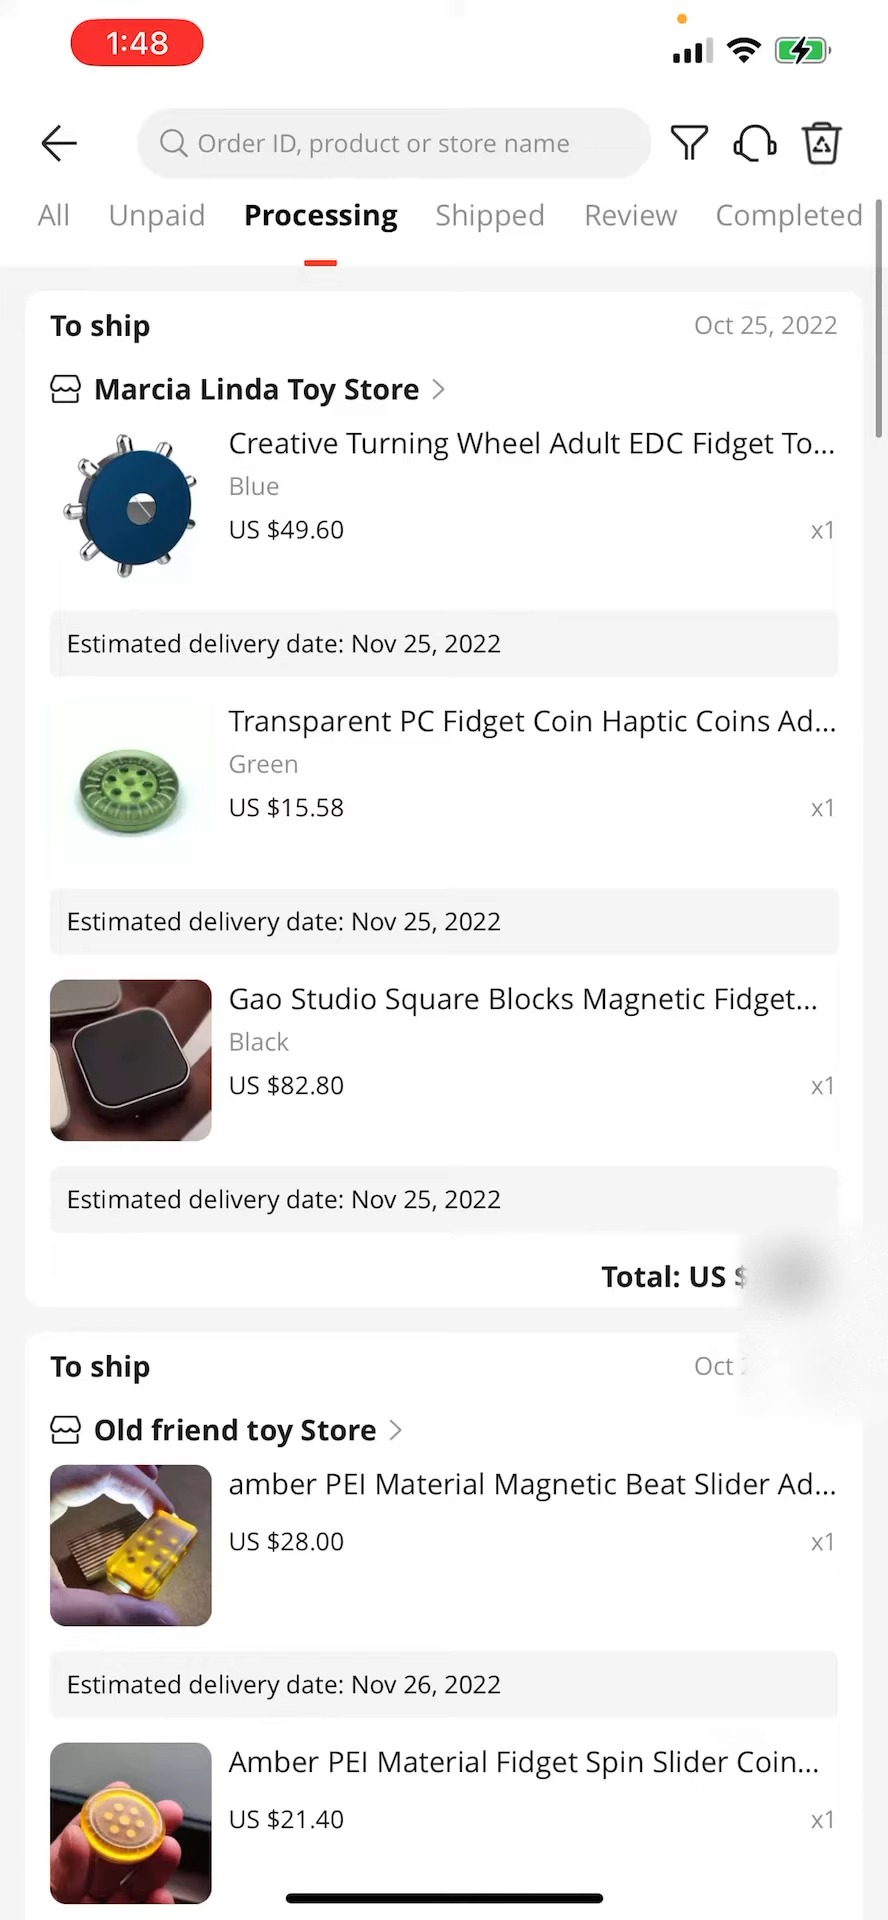 1:48
Order ID, product or store name
All Unpaid Processing Shipped Review Completed
To ship Oct 25, 2022
Marcia Linda Toy Store
Creative Turning Wheel Adult EDC Fidget To...
Blue
US $49.60 x1
Estimated delivery date: Nov 25, 2022
Transparent PC Fidget Coin Haptic Coins Ad...
Green
US $15.58 x1
Estimated delivery date: Nov 25, 2022
Gao Studio Square Blocks Magnetic Fidget...
Black
US $82.80 x1
Estimated delivery date: Nov 25, 2022
Total: US $
To ship Oct
Old friend toy Store
amber PEI Material Magnetic Beat Slider Ad...
US $28.00 x1
Estimated delivery date: Nov 26, 2022
Amber PEI Material Fidget Spin Slider Coin...
US $21.40 x1